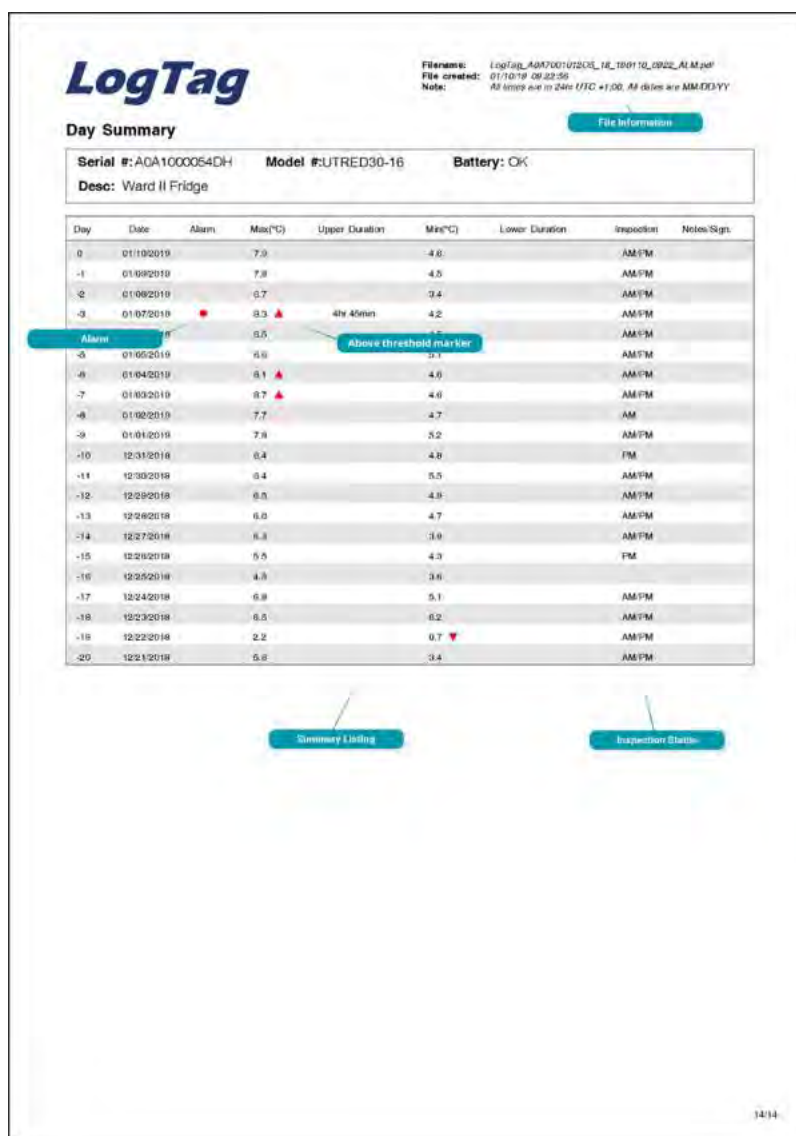 LogTag
Filename: LogTag_A0A7001012O5_16_190110_0922_ALM.pdf
File created: 01/10/19 09:22:56
Note: All times are in 24hr UTC +1:00. All dates are MM/DD/YY
File Information
Day Summary
Serial #: A0A1000054DH Model #: UTRED30-16 Battery: OK
Desc: Ward II Fridge
Day Date Alarm Max(°C) Upper Duration Min(°C) Lower Duration Inspection Notes/Sign.
0 01/10/2019 7.9 4.6 AM/PM
-1 01/09/2019 7.8 4.5 AM/PM
-2 01/08/2019 6.7 3.4 AM/PM
-3 01/07/2019 8.3 4hr 45min 4.2 AM/PM
Alarm 6.5 AM/PM
Above threshold marker
-5 01/05/2019 6.6 5.1 AM/PM
-6 01/04/2019 8.1 4.6 AM/PM
-7 01/03/2019 8.7 4.6 AM/PM
-8 01/02/2019 7.7 4.7 AM
-9 01/01/2019 7.8 5.2 AM/PM
-10 12/31/2018 6.4 4.8 PM
-11 12/30/2018 6.4 5.5 AM/PM
-12 12/29/2018 6.5 4.9 AM/PM
-13 12/28/2018 6.0 4.7 AM/PM
-14 12/27/2018 6.3 3.9 AM/PM
-15 12/26/2018 5.5 4.3 PM
-16 12/25/2018 4.5 3.6
-17 12/24/2018 6.8 5.1 AM/PM
-18 12/23/2018 6.5 6.2 AM/PM
-19 12/22/2018 2.2 0.7 AM/PM
-20 12/21/2018 5.6 3.4 AM/PM
Summary Listing
Inspection Status
14/14